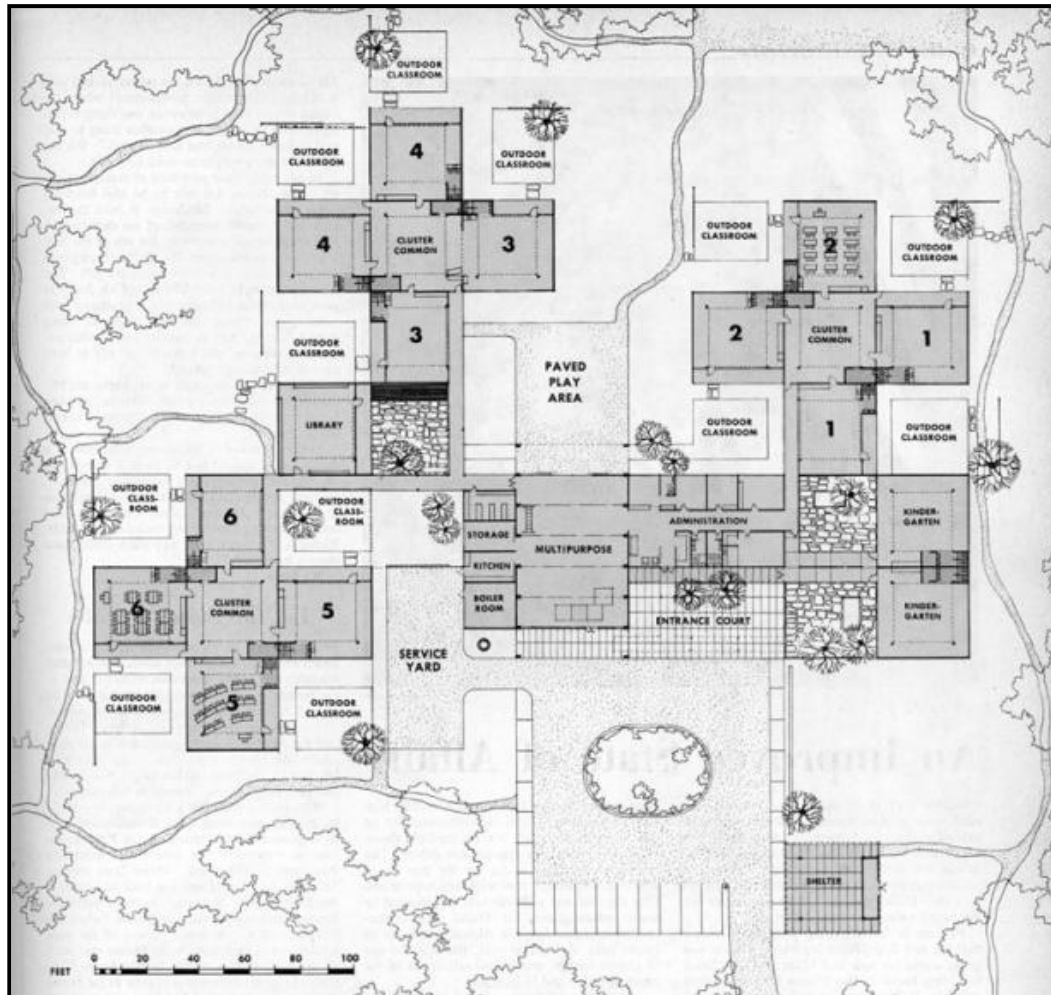 OUTDOOR
CLASSROOM
4
OUTDOOR
CLASSROOM
OUTDOOR
CLASSROOM
4
CLUSTER
COMMON
3
OUTDOOR
CLASSROOM
2
OUTDOOR
CLASSROOM
OUTDOOR
CLASSROOM
3
2
CLUSTER
COMMON
1
PAVED
PLAY
AREA
LIBRARY
OUTDOOR
CLASSROOM
1
OUTDOOR
CLASSROOM
OUTDOOR
CLASS-
ROOM
6
OUTDOOR
CLASS-
ROOM
STORAGE
MULTIPURPOSE
ADMINISTRATION
KINDER-
GARTEN
KITCHEN
6
CLUSTER
COMMON
5
BOILER
ROOM
ENTRANCE COURT
KINDER-
GARTEN
SERVICE
YARD
OUTDOOR
CLASSROOM
5
OUTDOOR
CLASSROOM
SHELTER
FEET 0 20 60 100